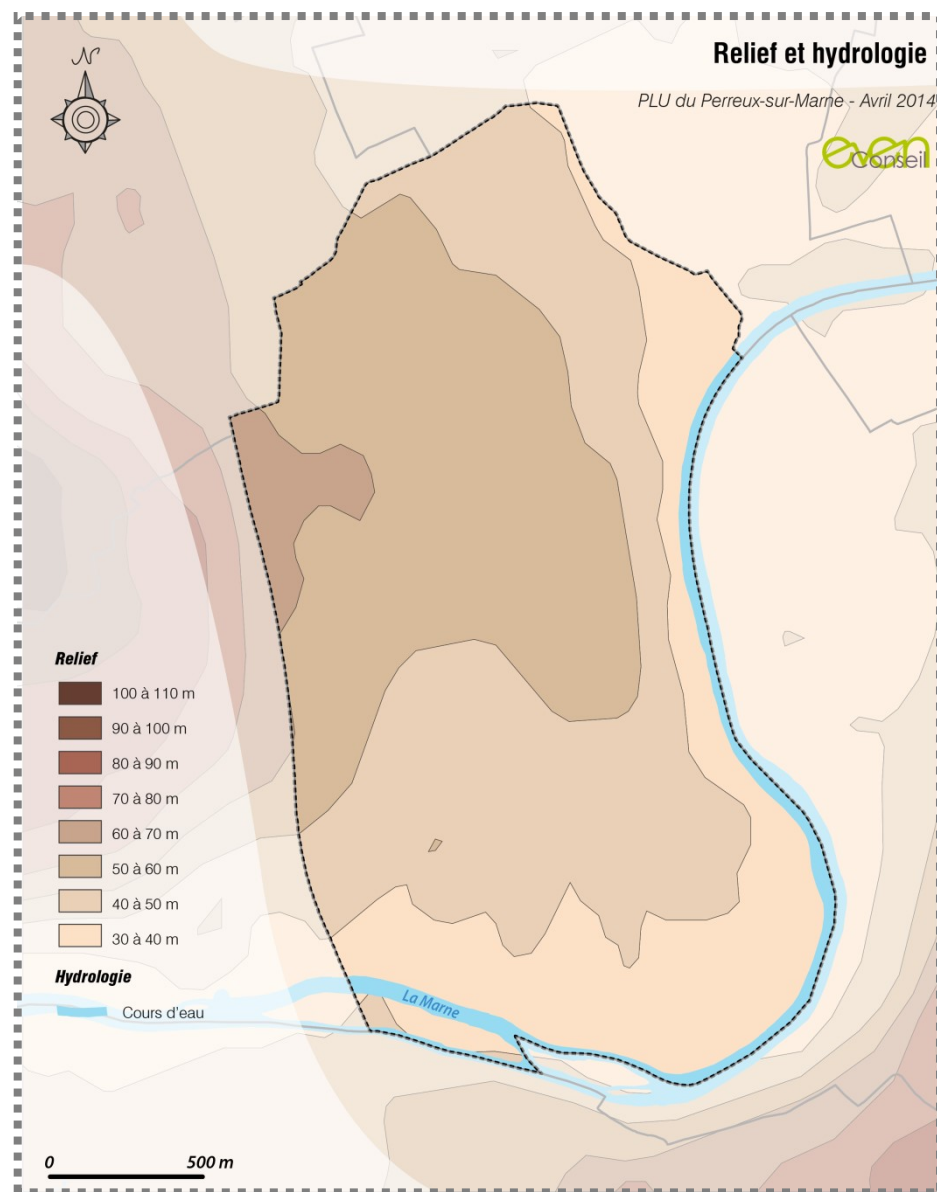 N
Relief et hydrologie
PLU du Perreux-sur-Marne - Avril 2014
even
Conseil
Relief
100 à 110 m
90 à 100 m
80 à 90 m
70 à 80 m
60 à 70 m
50 à 60 m
40 à 50 m
30 à 40 m
Hydrologie
Cours d'eau
La Marne
0 500 m